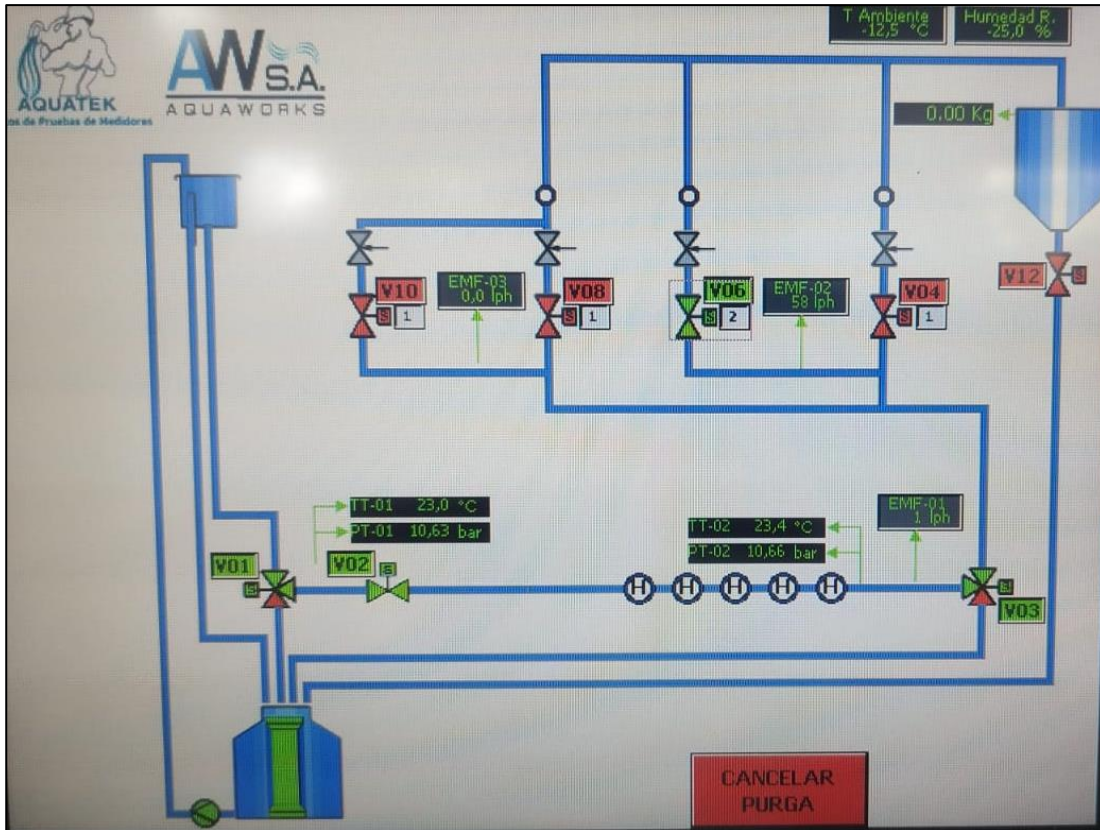 T Ambiente
-12,5 °C
Humedad R.
-25,0 %
AQUATEK
os de Pruebas de Medidores
AW S.A.
AQUAWORKS
0.00 Kg
V10
S 1
EMF-03
0,0 lph
V08
S 1
V06
S 2
EMF-02
58 lph
V04
S 1
V12
S
TT-01 23,0 °C
PT-01 10,63 bar
TT-02 23,4 °C
PT-02 10,66 bar
EMF-01
1 lph
V01
S
V02
S
H H H H H
S
V03
CANCELAR
PURGA